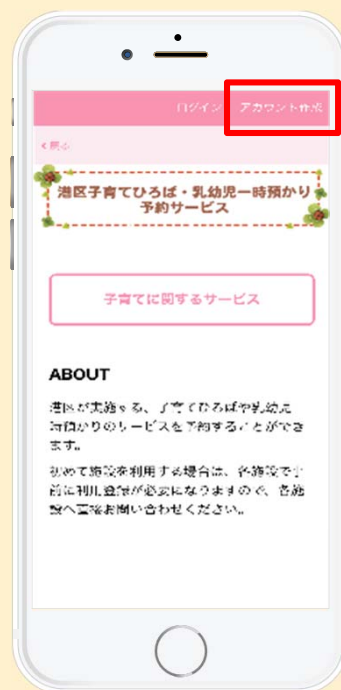 ログイン アカウント作成
<戻る
港区子育てひろば・乳幼児一時預かり
予約サービス
子育てに関するサービス
ABOUT
港区が実施する、子育てひろばや乳幼児一
時預かりのサービスを予約することができ
ます。
初めて施設を利用する場合は、各施設で事
前に利用登録が必要になりますので、各施
設へ直接お問い合わせください。